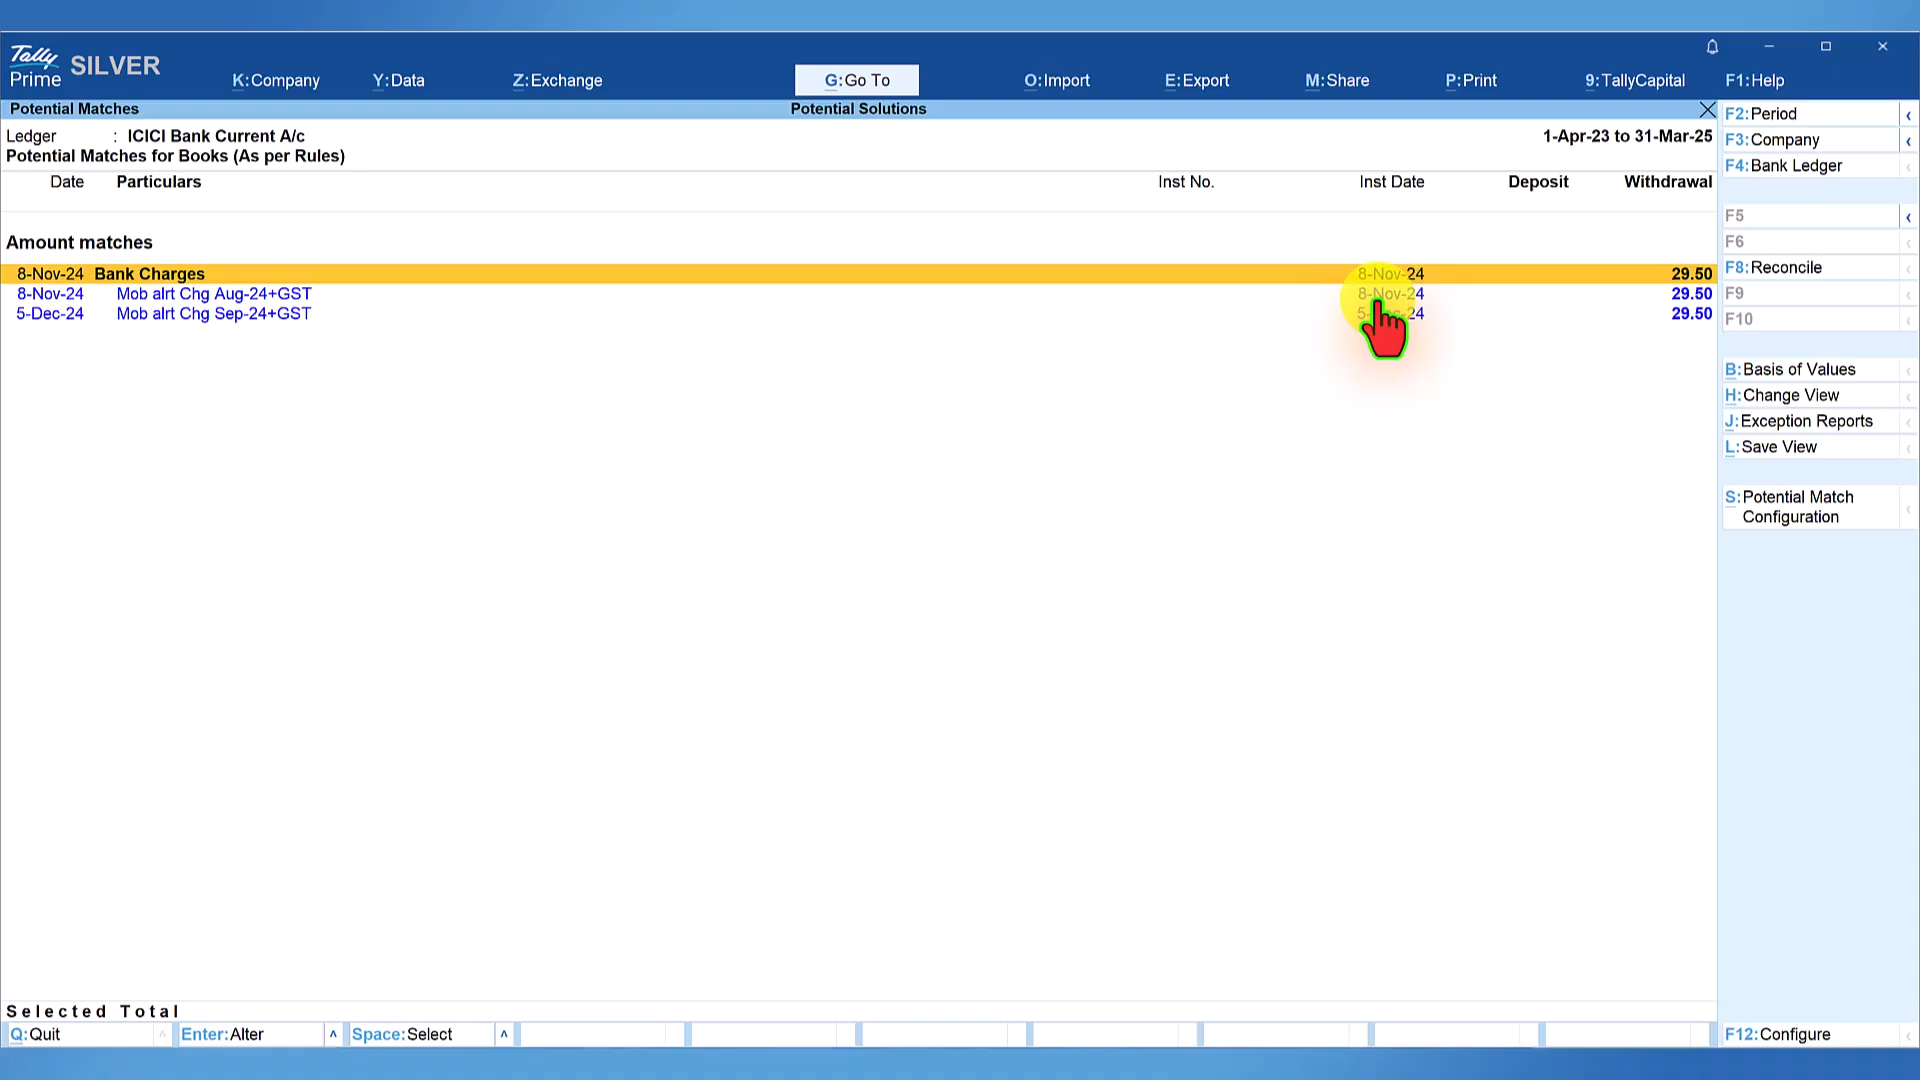 Tally
Prime SILVER
K:Company Y:Data Z:Exchange G:Go To O:Import E:Export M:Share P:Print 9:TallyCapital F1:Help
Potential Matches Potential Solutions
Ledger : ICICI Bank Current A/c 1-Apr-23 to 31-Mar-25
Potential Matches for Books (As per Rules)
Date Particulars Inst No. Inst Date Deposit Withdrawal
Amount matches
8-Nov-24 Bank Charges 8-Nov-24 29.50
8-Nov-24 Mob alrt Chg Aug-24+GST 8-Nov-24 29.50
5-Dec-24 Mob alrt Chg Sep-24+GST 29.50
Selected Total
Q:Quit Enter:Alter Space:Select
F2:Period
F3:Company
F4:Bank Ledger
F5
F6
F8:Reconcile
F9
F10
B:Basis of Values
H:Change View
J:Exception Reports
L:Save View
S:Potential Match
Configuration
F12:Configure